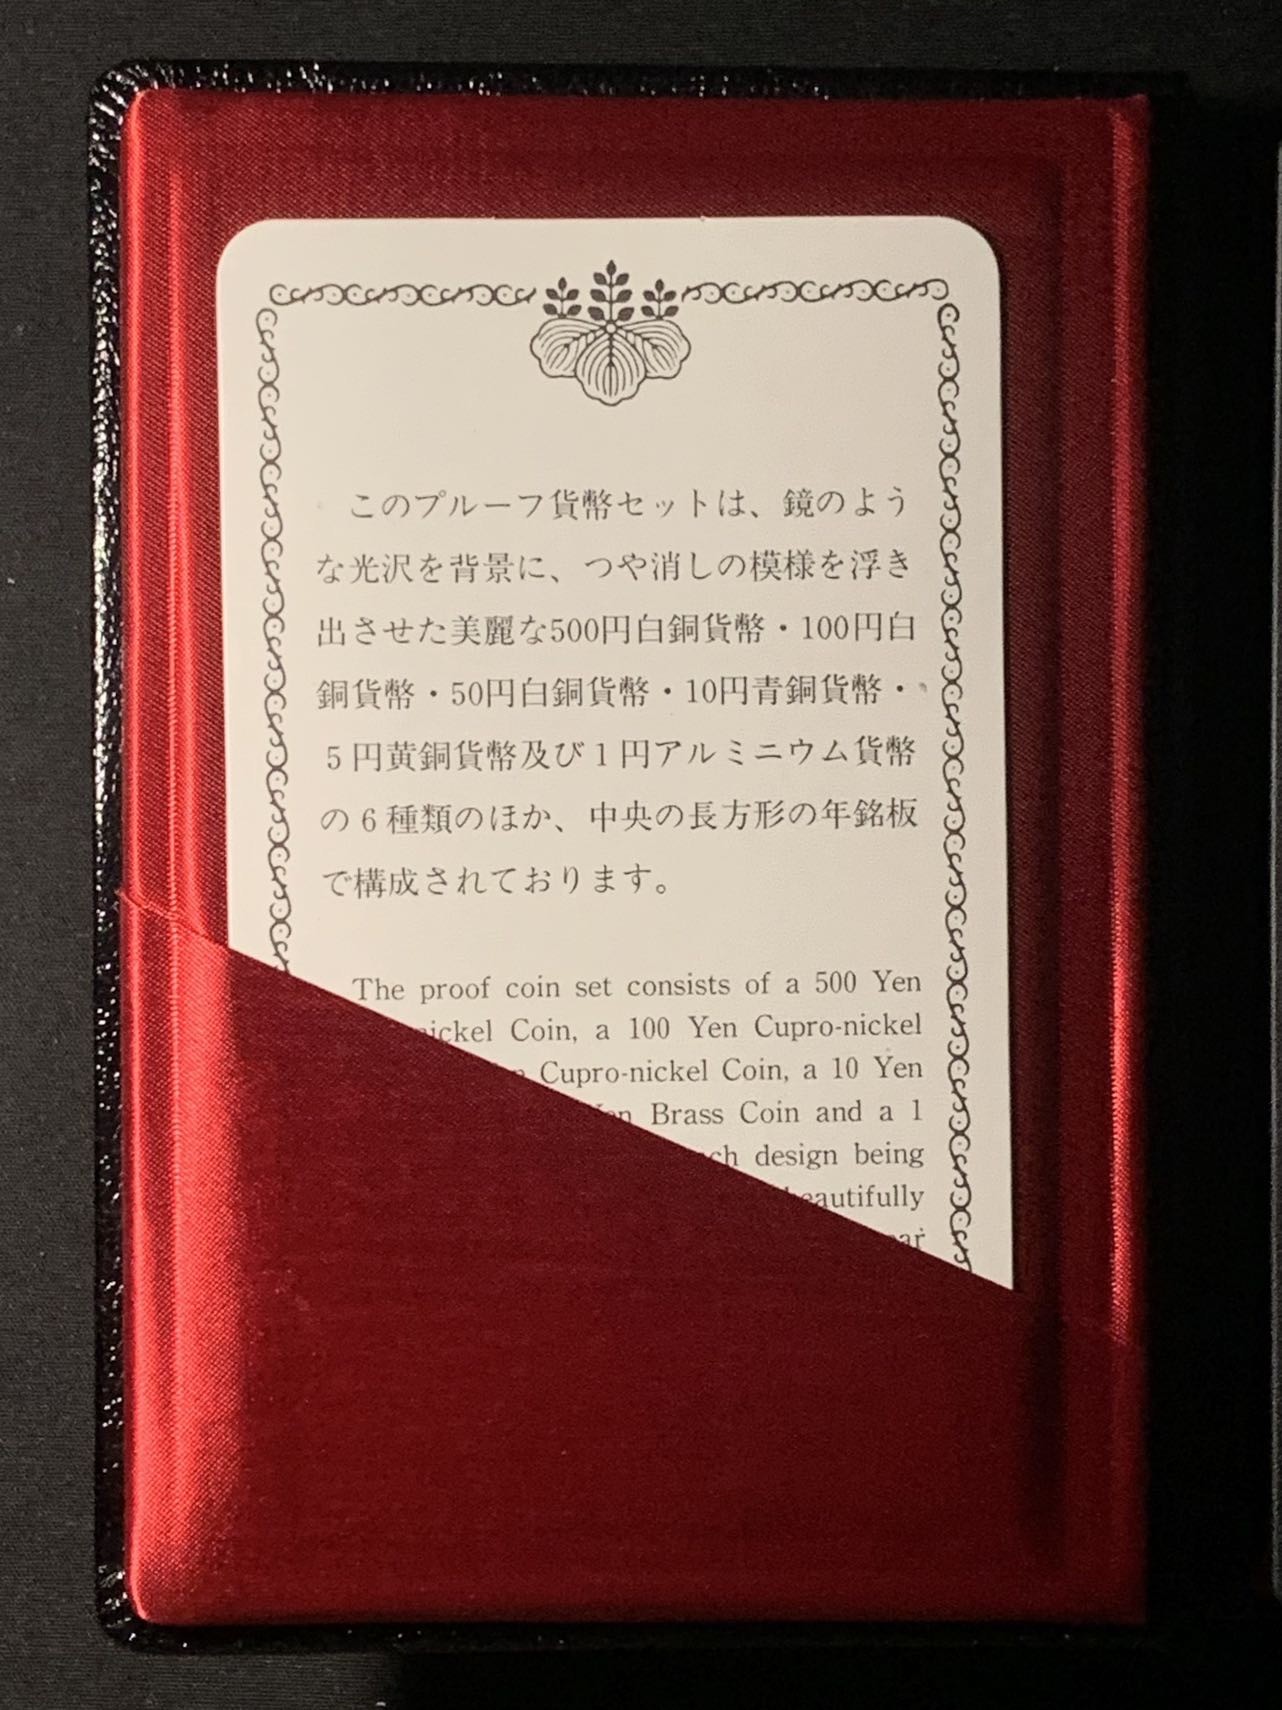 このプルーフ貨幣セットは、鏡のよう
な光沢を背景に、つや消しの模様を浮き
出させた美麗な500円白銅貨幣・100円白
銅貨幣・50円白銅貨幣・10円青銅貨幣・
5円黄銅貨幣及び1円アルミニウム貨幣
の6種類のほか、中央の長方形の年銘板
で構成されております。
The proof coin set consists of a 500 Yen
Coin, a 100 Yen Cupro-nickel
Cupro-nickel Coin, a 10 Yen
Brass Coin and a 1
design being